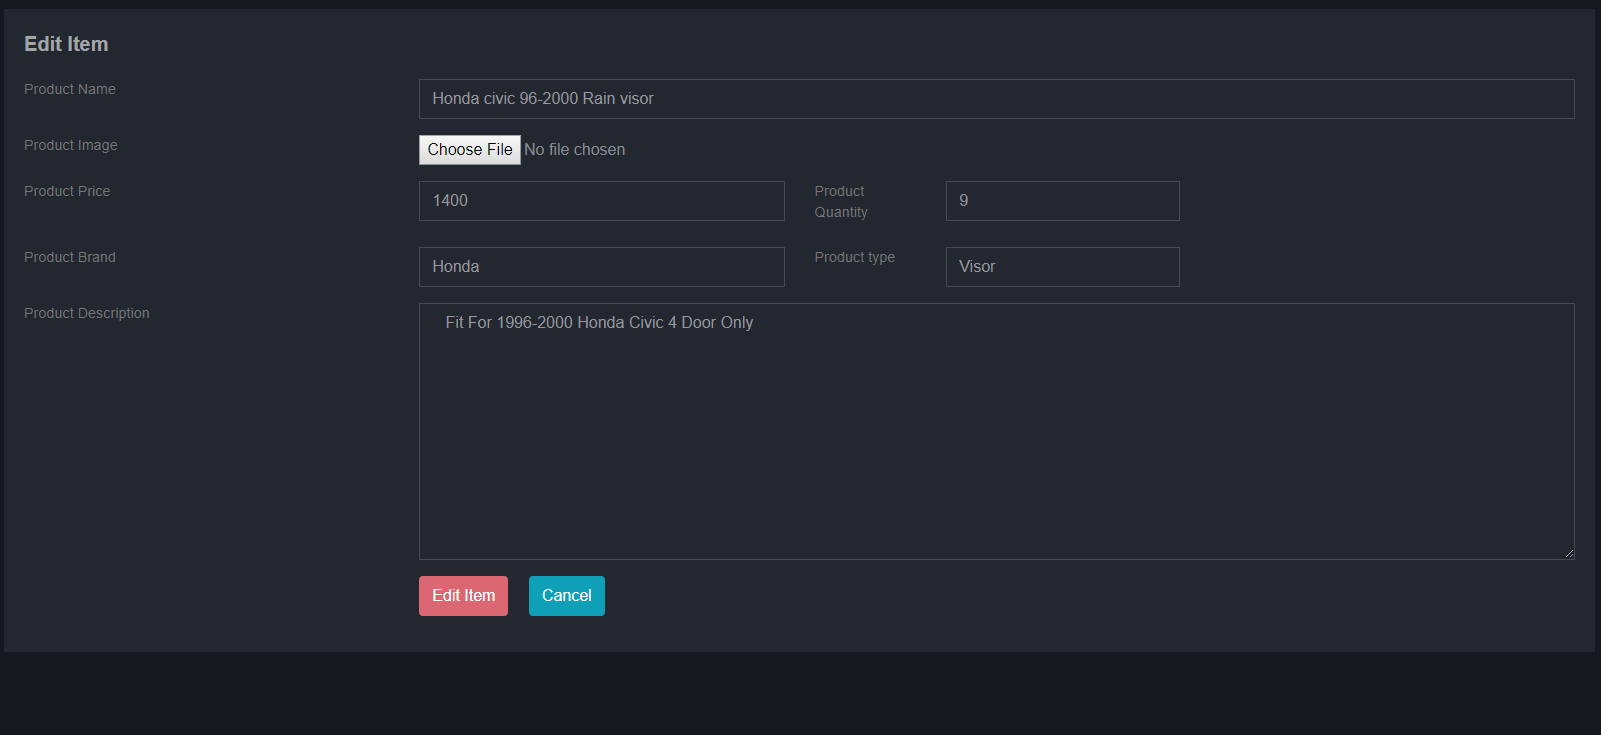 Edit Item
Product Name
Honda civic 96-2000 Rain visor
Product Image
Choose File No file chosen
Product Price
1400
Product
Quantity
9
Product Brand
Honda
Product type
Visor
Product Description
Fit For 1996-2000 Honda Civic 4 Door Only
Edit Item
Cancel